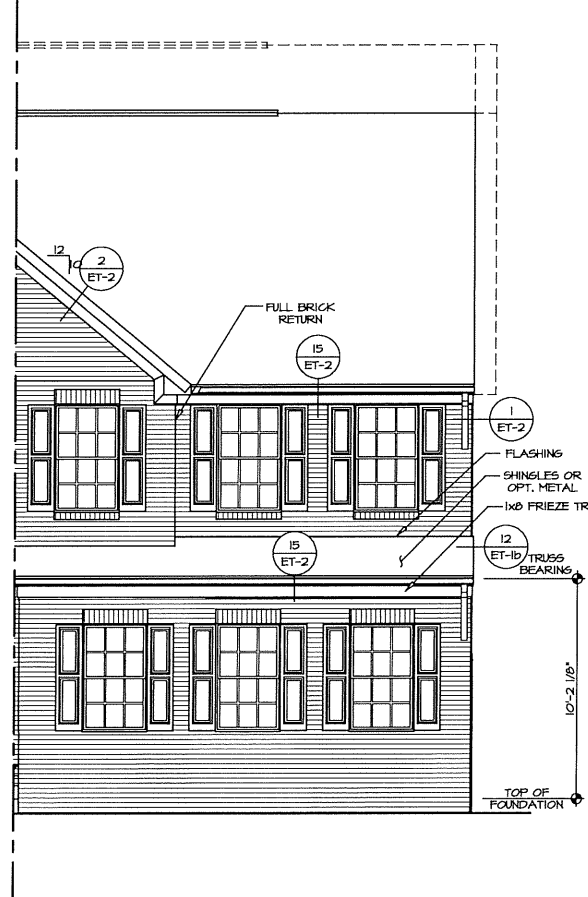 12
10
2
ET-2
FULL BRICK
RETURN
15
ET-2
1
ET-2
FLASHING
SHINGLES OR
OPT. METAL
1x8 FRIEZE TR
12
ET-1b
15
ET-2
TRUSS
BEARING
10'-2 1/8"
TOP OF
FOUNDATION